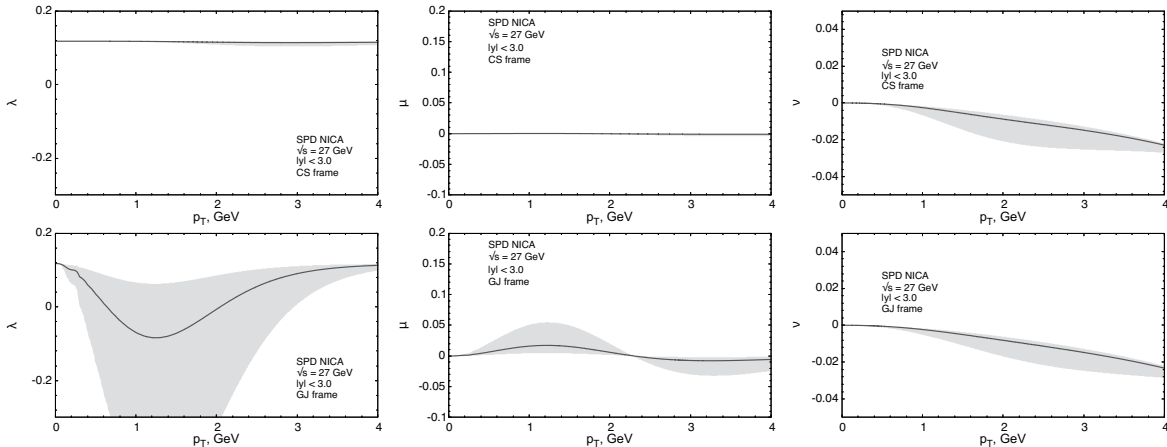 0.2
0
-0.2
λ
SPD NICA
√s = 27 GeV
|y| < 3.0
CS frame
0 1 2 3 4
p_T, GeV
0.2
0.15
0.1
0.05
0
-0.05
-0.1
μ
SPD NICA
√s = 27 GeV
|y| < 3.0
CS frame
0 1 2 3 4
p_T, GeV
0.04
0.02
0
-0.02
-0.04
ν
SPD NICA
√s = 27 GeV
|y| < 3.0
CS frame
0 1 2 3 4
p_T, GeV
0.2
0
-0.2
λ
SPD NICA
√s = 27 GeV
|y| < 3.0
GJ frame
0 1 2 3 4
p_T, GeV
0.2
0.15
0.1
0.05
0
-0.05
-0.1
μ
SPD NICA
√s = 27 GeV
|y| < 3.0
GJ frame
0 1 2 3 4
p_T, GeV
0.04
0.02
0
-0.02
-0.04
ν
SPD NICA
√s = 27 GeV
|y| < 3.0
GJ frame
0 1 2 3 4
p_T, GeV